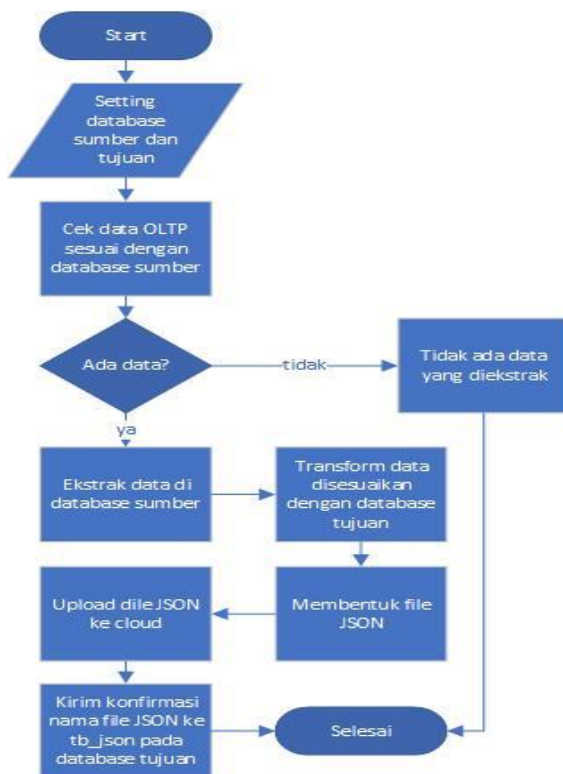 Start
Setting
database
sumber dan
tujuan
Cek data OLTP
sesuai dengan
database sumber
Ada data?
tidak
Tidak ada data
yang diekstrak
ya
Ekstrak data di
database sumber
Transform data
disesuaikan
dengan database
tujuan
Upload dile JSON
ke cloud
Membentuk file
JSON
Kirim konfirmasi
nama file JSON ke
tb_json pada
database tujuan
Selesai